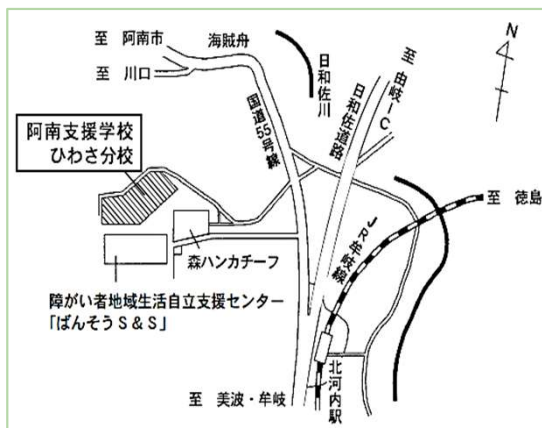 至 阿南市
海賊舟
至 川口
日和佐川
至 由岐IC
日和佐道路
国道55号線
N
阿南支援学校
ひわさ分校
至 徳島
JR牟岐線
森ハンカチーフ
障がい者地域生活自立支援センター
「ばんそうS&S」
至 美波・牟岐
北河内駅